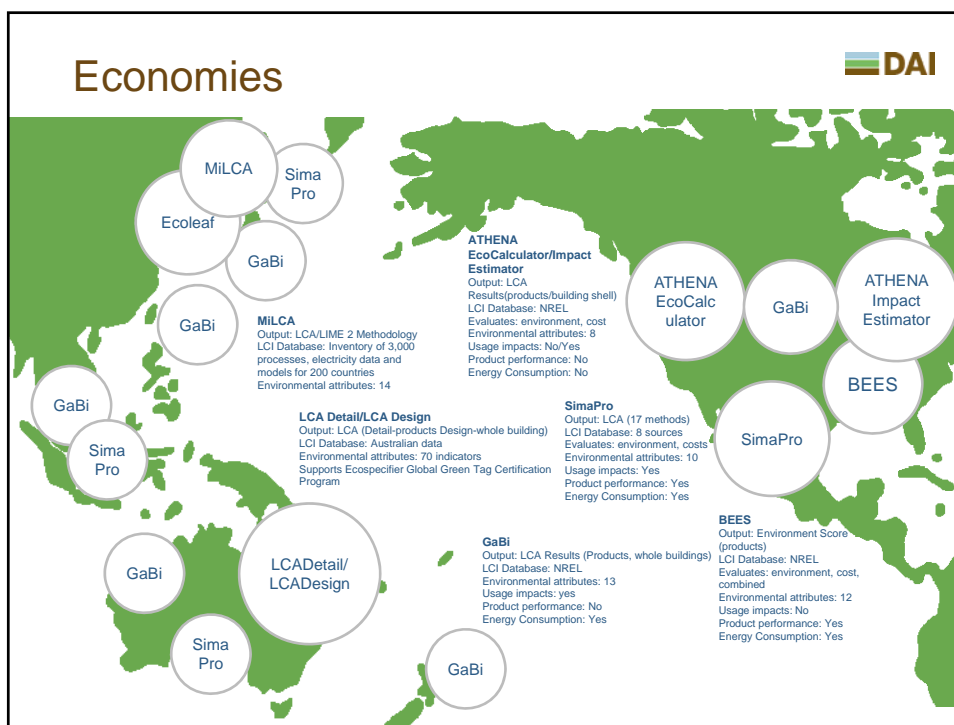 Economies
DAI
MiLCA
Sima
Pro
Ecoleaf
GaBi
GaBi
GaBi
Sima
Pro
ATHENA
EcoCalculator/Impact
Estimator
Output: LCA
Results(products/building shell)
LCI Database: NREL
Evaluates: environment, cost
Environmental attributes: 8
Usage impacts: No/Yes
Product performance: No
Energy Consumption: No
MiLCA
Output: LCA/LIME 2 Methodology
LCI Database: Inventory of 3,000
processes, electricity data and
models for 200 countries
Environmental attributes: 14
ATHENA
EcoCalc
ulator
GaBi
ATHENA
Impact
Estimator
BEES
SimaPro
LCA Detail/LCA Design
Output: LCA (Detail-products Design-whole building)
LCI Database: Australian data
Environmental attributes: 70 indicators
Supports Ecospecifier Global Green Tag Certification
Program
SimaPro
Output: LCA (17 methods)
LCI Database: 8 sources
Evaluates: environment, costs
Environmental attributes: 10
Usage impacts: Yes
Product performance: Yes
Energy Consumption: Yes
GaBi
LCADetail/
LCADesign
Sima
Pro
GaBi
Output: LCA Results (Products, whole buildings)
LCI Database: NREL
Environmental attributes: 13
Usage impacts: yes
Product performance: No
Energy Consumption: Yes
BEES
Output: Environment Score
(products)
LCI Database: NREL
Evaluates: environment, cost,
combined
Environmental attributes: 12
Usage impacts: No
Product performance: Yes
Energy Consumption: Yes
GaBi